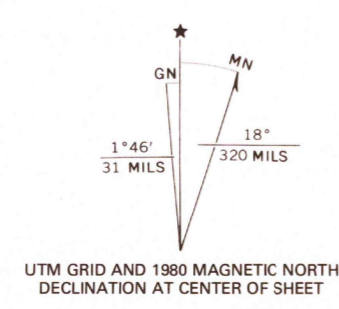 GN
MN
1°46′
31 MILS
18°
320 MILS
UTM GRID AND 1980 MAGNETIC NORTH
DECLINATION AT CENTER OF SHEET